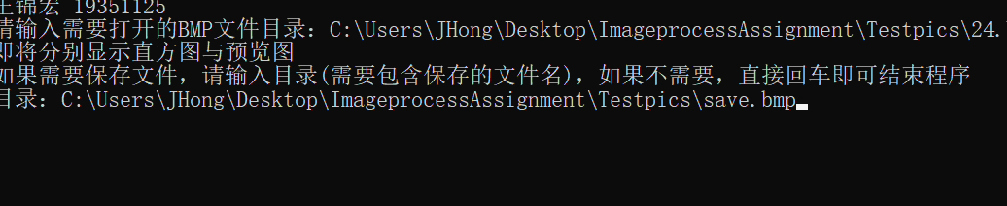 王锦宏 19351125
请输入需要打开的BMP文件目录：C:\Users\JHong\Desktop\ImageprocessAssignment\Testpics\24.
即将分别显示直方图与预览图
如果需要保存文件，请输入目录(需要包含保存的文件名)，如果不需要，直接回车即可结束程序
目录：C:\Users\JHong\Desktop\ImageprocessAssignment\Testpics\save.bmp